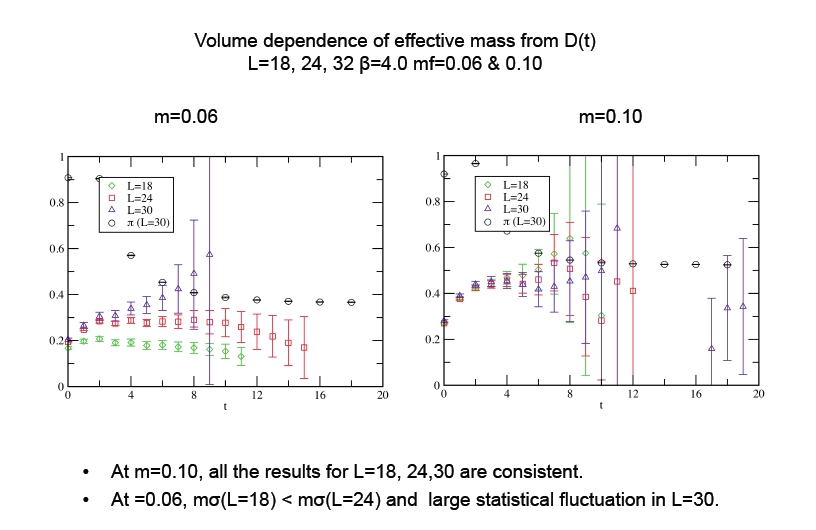 Volume dependence of effective mass from D(t)
L=18, 24, 32 β=4.0 mf=0.06 & 0.10
m=0.06
m=0.10
1
0.8
0.6
0.4
0.2
0
0
4
8
12
16
20
t
L=18
L=24
L=30
π (L=30)
1
0.8
0.6
0.4
0.2
0
0
4
8
12
16
20
t
L=18
L=24
L=30
π (L=30)
• At m=0.10, all the results for L=18, 24,30 are consistent.
• At =0.06, mσ(L=18) < mσ(L=24) and large statistical fluctuation in L=30.